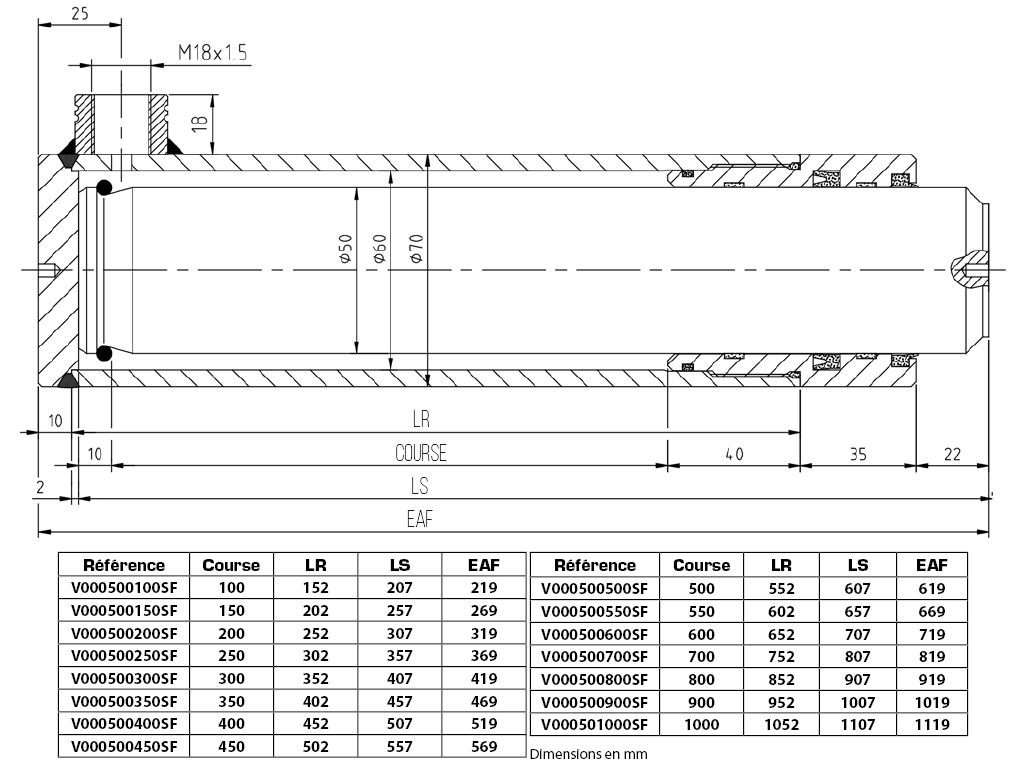 25
M18x1.5
18
Ø50
Ø60
Ø70
10
LR
10
COURSE
40
35
22
2
LS
EAF
Référence Course LR LS EAF
V000500100SF 100 152 207 219
V000500150SF 150 202 257 269
V000500200SF 200 252 307 319
V000500250SF 250 302 357 369
V000500300SF 300 352 407 419
V000500350SF 350 402 457 469
V000500400SF 400 452 507 519
V000500450SF 450 502 557 569
Référence Course LR LS EAF
V000500500SF 500 552 607 619
V000500550SF 550 602 657 669
V000500600SF 600 652 707 719
V000500700SF 700 752 807 819
V000500800SF 800 852 907 919
V000500900SF 900 952 1007 1019
V000501000SF 1000 1052 1107 1119
Dimensions en mm